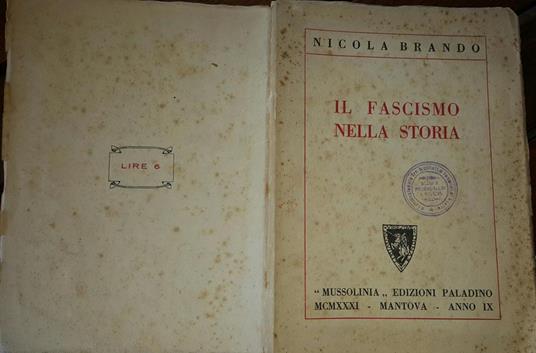 LIRE 6
NICOLA BRANDO
IL FASCISMO
NELLA STORIA
„ MUSSOLINIA „ EDIZIONI PALADINO
MCMXXXI - MANTOVA - ANNO IX